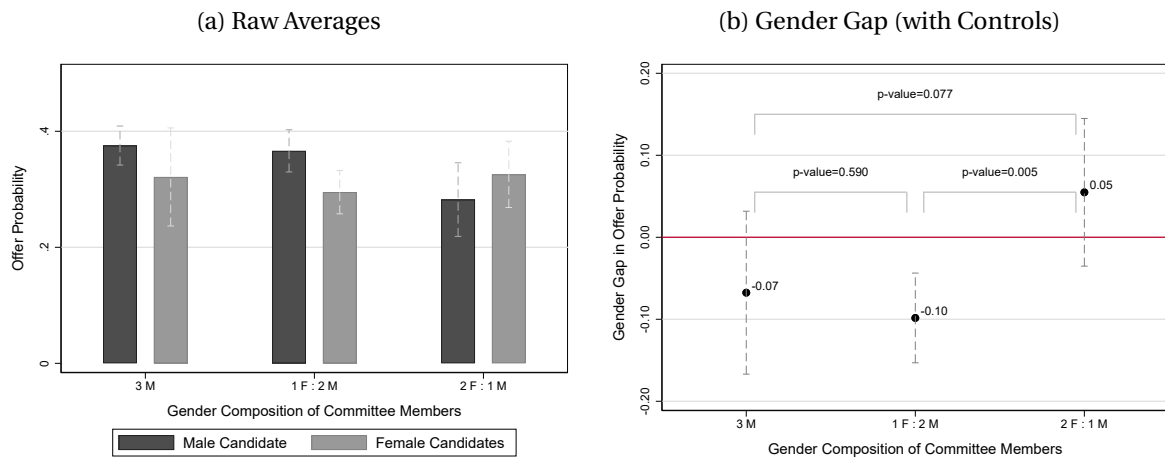 (a) Raw Averages
Offer Probability
.4
.2
0
3 M
1 F : 2 M
2 F : 1 M
Gender Composition of Committee Members
Male Candidate
Female Candidates
(b) Gender Gap (with Controls)
Gender Gap in Offer Probability
0.20
0.10
0.00
-0.10
-0.20
p-value=0.077
p-value=0.590
p-value=0.005
0.05
-0.07
-0.10
3 M
1 F : 2 M
2 F : 1 M
Gender Composition of Committee Members